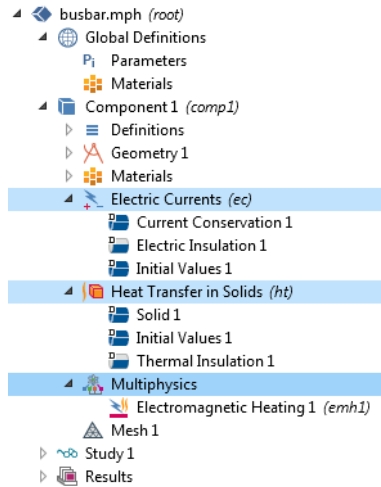 busbar.mph (root)
Global Definitions
Pi Parameters
Materials
Component 1 (comp1)
Definitions
Geometry 1
Materials
Electric Currents (ec)
Current Conservation 1
Electric Insulation 1
Initial Values 1
Heat Transfer in Solids (ht)
Solid 1
Initial Values 1
Thermal Insulation 1
Multiphysics
Electromagnetic Heating 1 (emh1)
Mesh 1
Study 1
Results